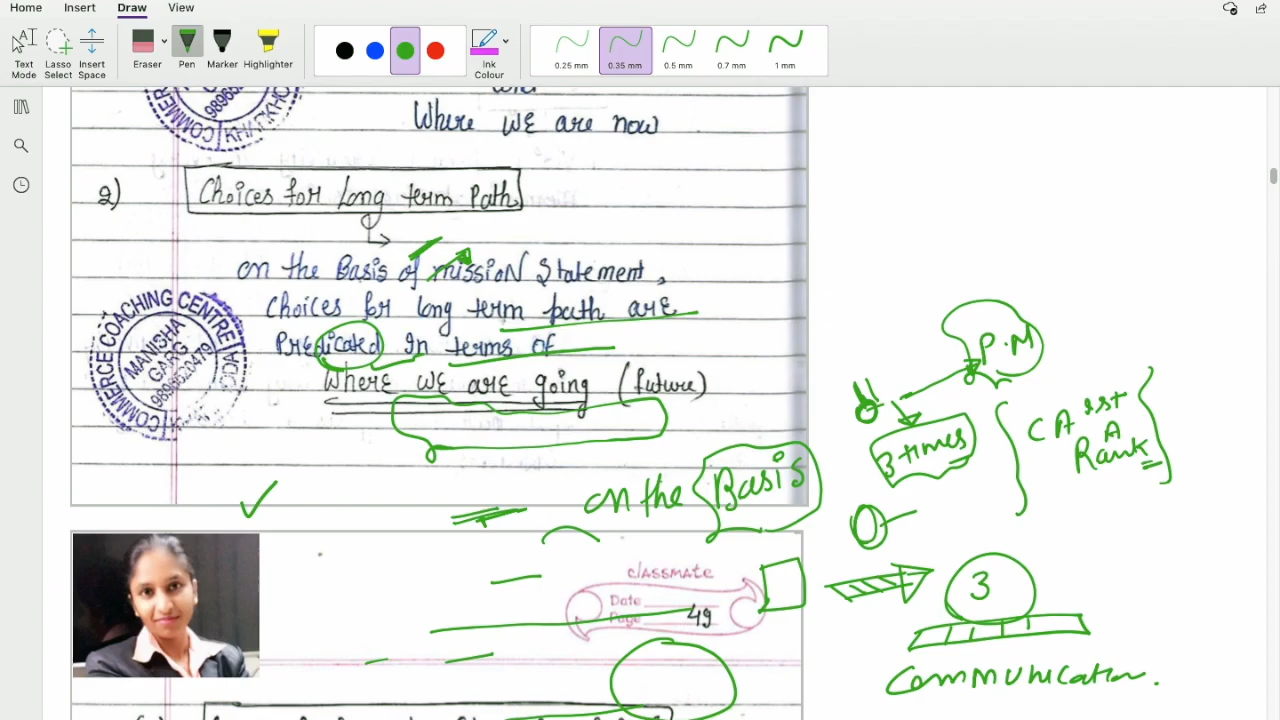 Home Insert Draw View
Text Mode
Lasso Select
Insert Space
Eraser
Pen
Marker
Highlighter
Ink Colour
0.25 mm
0.35 mm
0.5 mm
0.7 mm
1 mm
Where we are now
2) Choices for Long term Path
on the Basis of mission Statement,
Choices for long term path are
Predicated In terms of
Where we are going (future)
COMMERCE COACHING CENTRE
MANISHA
GARG
9896620479
P.M
3 times
CA 1st A
Rank
on the Basis
3
Communication.
classmate
Date
Page 49